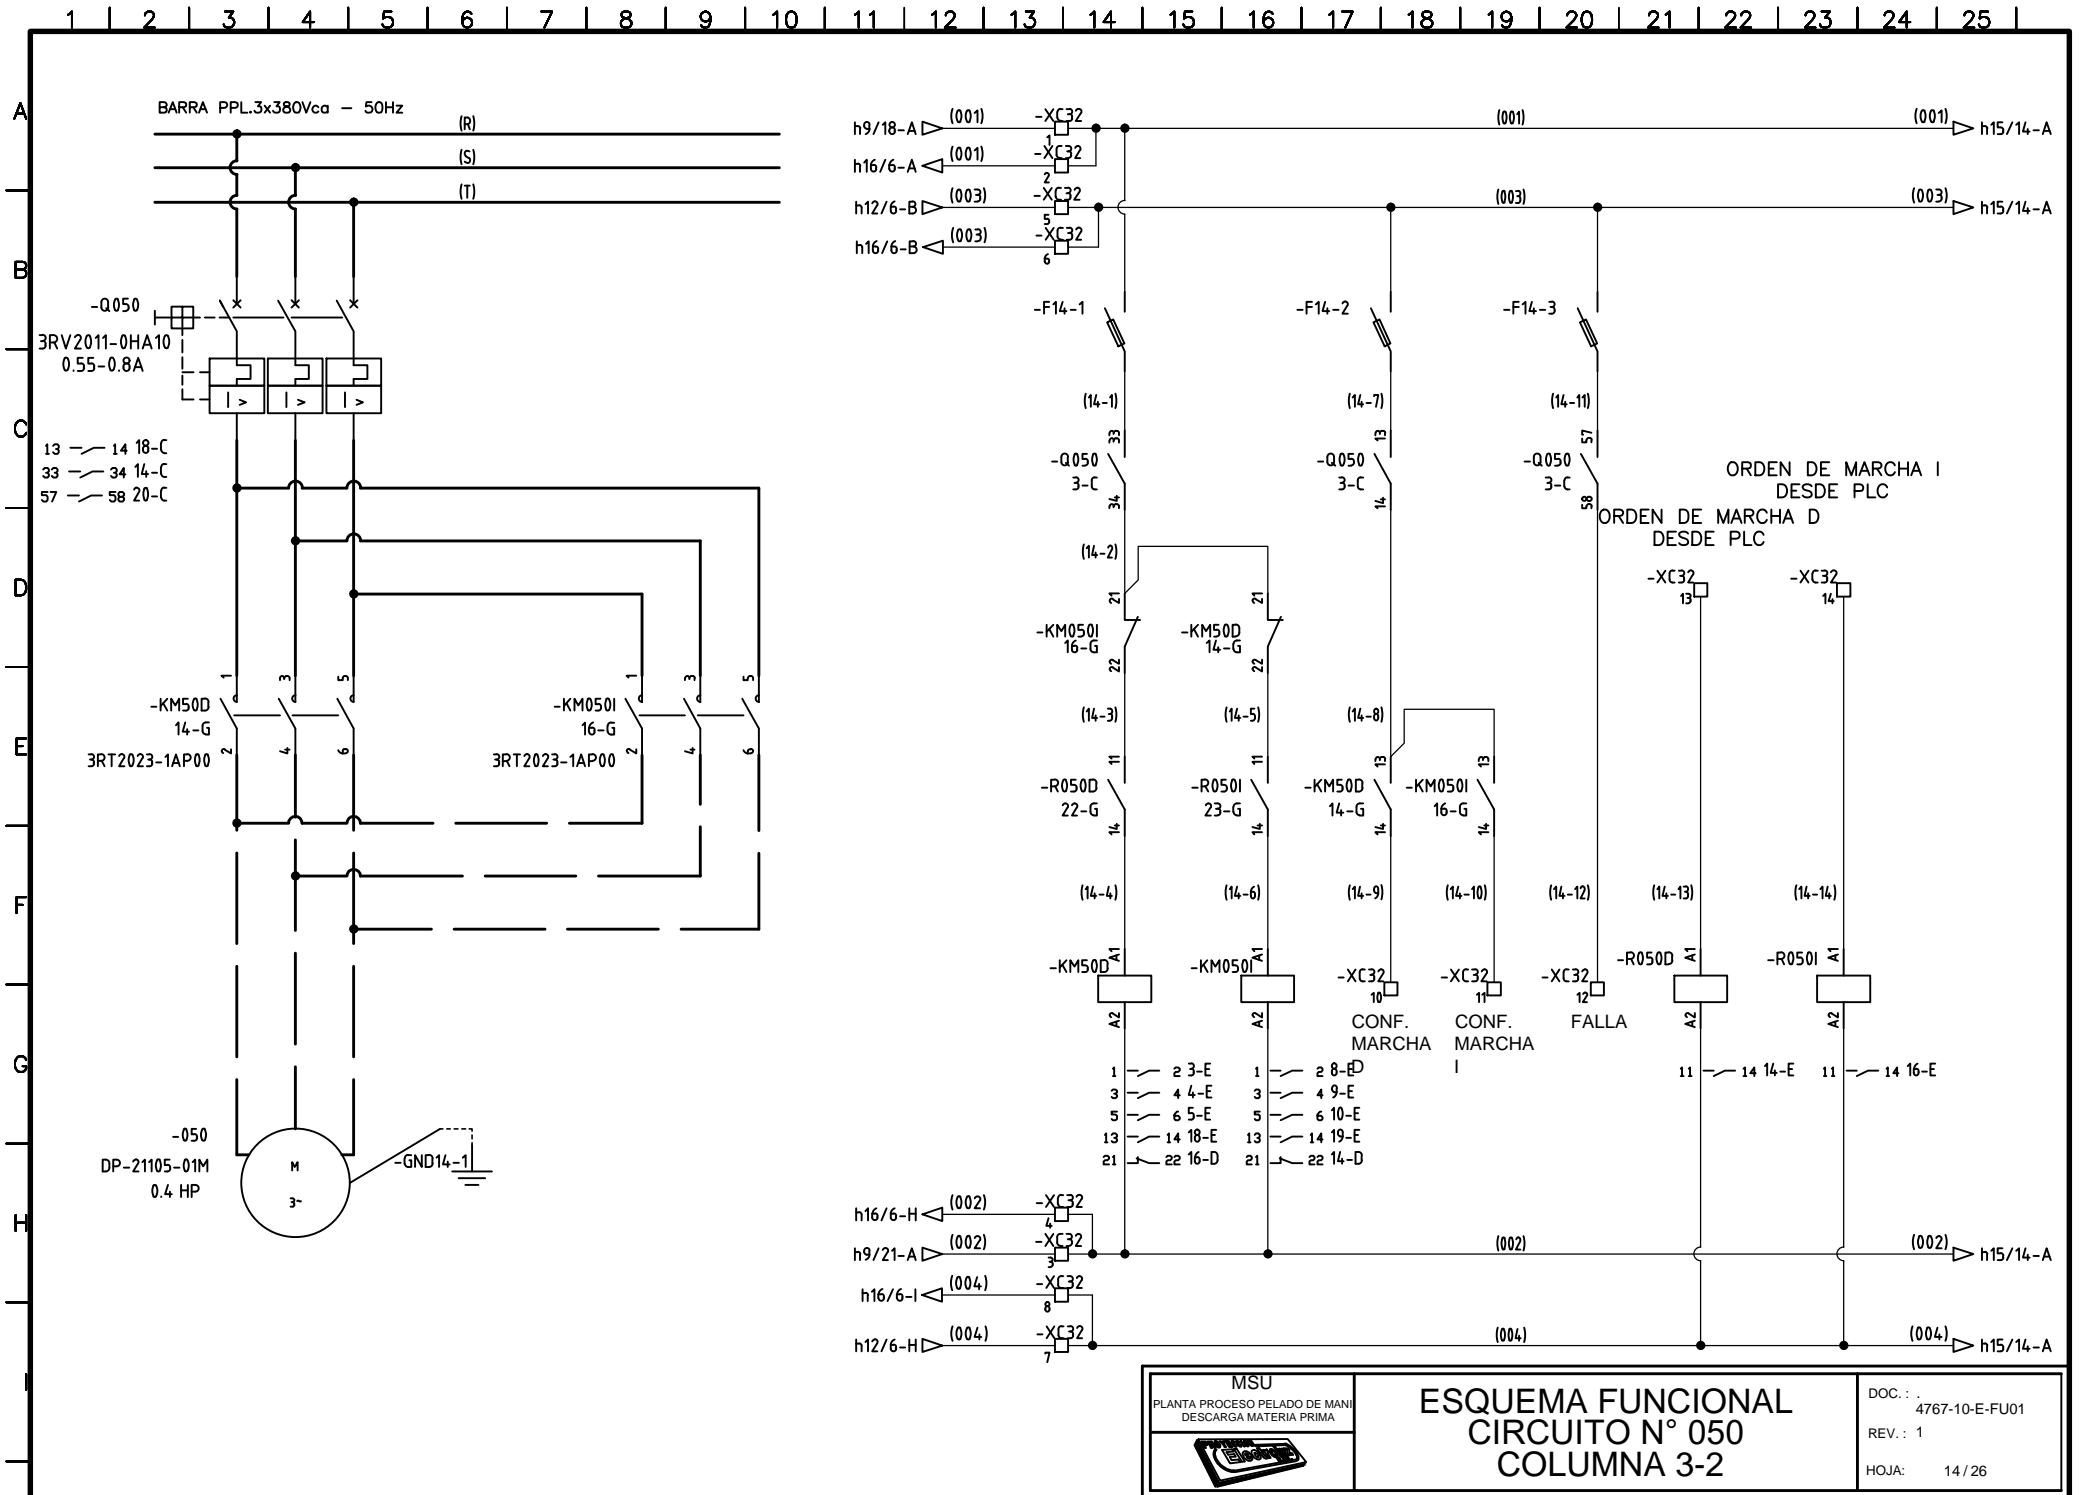 1 2 3 4 5 6 7 8 9 10 11 12 13 14 15 16 17 18 19 20 21 22 23 24 25
A
B
C
D
E
F
G
H
I
BARRA PPL.3x380Vca - 50Hz
(R)
(S)
(T)
-Q050
3RV2011-0HA10
0.55-0.8A
I > I > I >
13 14 18-C
33 34 14-C
57 58 20-C
1 3 5
-KM50D
14-G
3RT2023-1AP00
2 4 6
1 3 5
-KM050I
16-G
3RT2023-1AP00
2 4 6
-050
DP-21105-01M
0.4 HP
M
3~
-GND14-1
h9/18-A (001) -XC32 1 (001) (001) h15/14-A
h16/6-A (001) -XC32 2
h12/6-B (003) -XC32 5 (003) (003) h15/14-A
h16/6-B (003) -XC32 6
-F14-1 -F14-2 -F14-3
(14-1) (14-7) (14-11)
33 13 57
-Q050 -Q050 -Q050
3-C 3-C 3-C
34 14 58
ORDEN DE MARCHA I
DESDE PLC
ORDEN DE MARCHA D
DESDE PLC
(14-2)
-XC32 -XC32
13 14
21 21
-KM050I -KM50D
16-G 14-G
22 22
(14-3) (14-5) (14-8)
11 11 13 13
-R050D -R050I -KM50D -KM050I
22-G 23-G 14-G 16-G
14 14 14 14
(14-4) (14-6) (14-9) (14-10) (14-12) (14-13) (14-14)
A1 A1 A1 A1
-KM50D -KM050I -XC32 -XC32 -XC32 -R050D -R050I
10 11 12
A2 A2 A2 A2
CONF.
MARCHA
D
CONF.
MARCHA
I
FALLA
1 2 3-E
3 4 4-E
5 6 5-E
13 14 18-E
21 22 16-D
1 2 8-E
3 4 9-E
5 6 10-E
13 14 19-E
21 22 14-D
11 14 14-E
11 14 16-E
h16/6-H (002) -XC32 4
h9/21-A (002) -XC32 3 (002) (002) h15/14-A
h16/6-I (004) -XC32 8
h12/6-H (004) -XC32 7 (004) (004) h15/14-A
MSU
PLANTA PROCESO PELADO DE MANI
DESCARGA MATERIA PRIMA
ESQUEMA FUNCIONAL
CIRCUITO N° 050
COLUMNA 3-2
DOC. : .
4767-10-E-FU01
REV. : 1
HOJA: 14 / 26